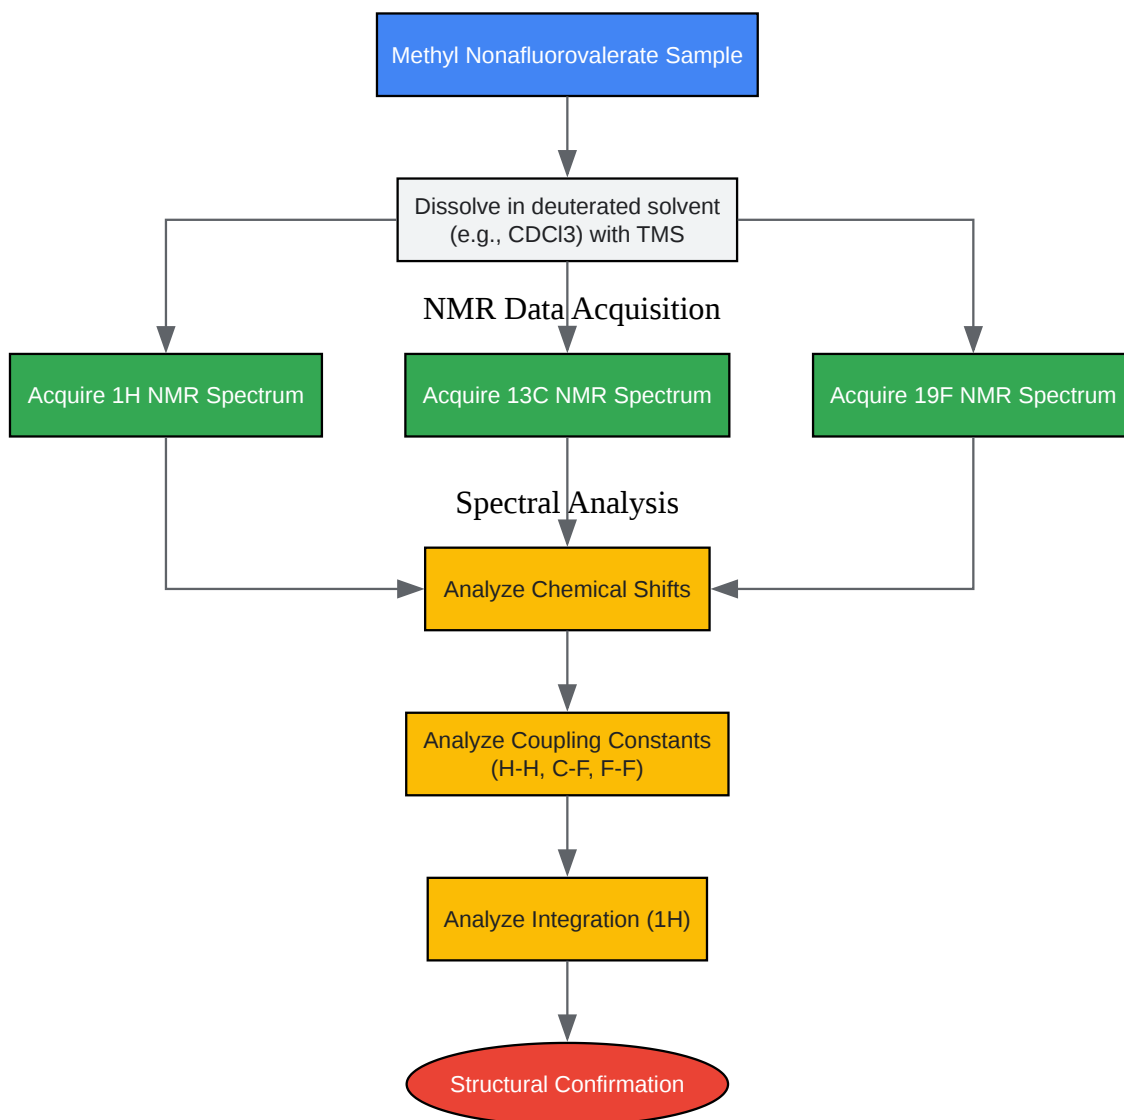 Methyl Nonafluorovalerate Sample
Dissolve in deuterated solvent
(e.g., CDCl3) with TMS
NMR Data Acquisition
Acquire 1H NMR Spectrum
Acquire 13C NMR Spectrum
Acquire 19F NMR Spectrum
Spectral Analysis
Analyze Chemical Shifts
Analyze Coupling Constants
(H-H, C-F, F-F)
Analyze Integration (1H)
Structural Confirmation